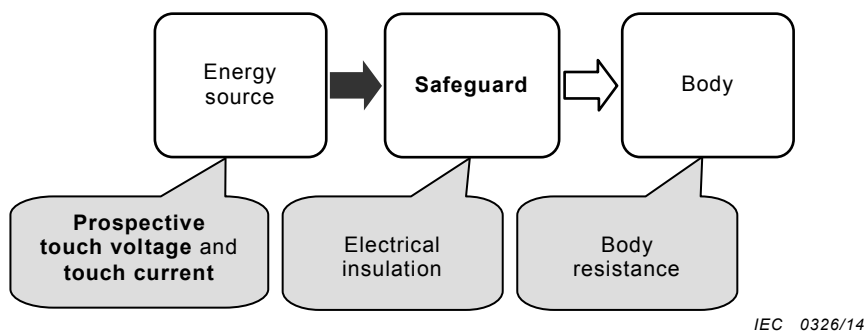 Energy
source
Safeguard
Body
Prospective
touch voltage and
touch current
Electrical
insulation
Body
resistance
IEC 0326/14